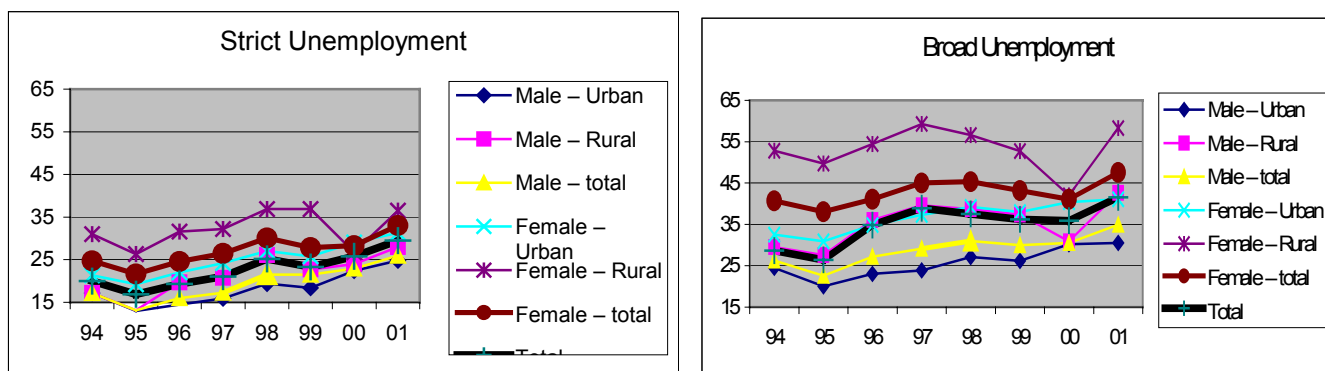 Strict Unemployment
65
55
45
35
25
15
94 95 96 97 98 99 00 01
Male – Urban
Male – Rural
Male – total
Female –
Urban
Female – Rural
Female – total
Total
Broad Unemployment
65
55
45
35
25
15
94 95 96 97 98 99 00 01
Male – Urban
Male – Rural
Male – total
Female – Urban
Female – Rural
Female – total
Total